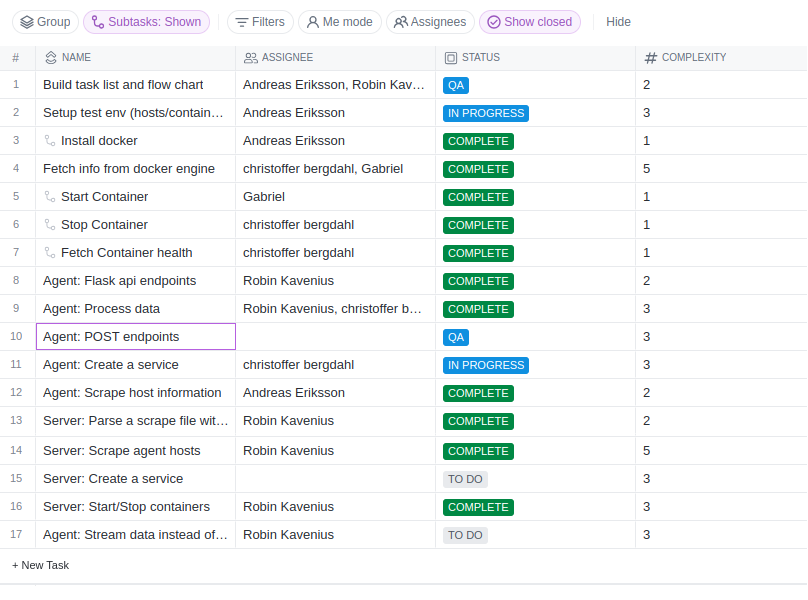 Group Subtasks: Shown Filters Me mode Assignees Show closed Hide
# NAME ASSIGNEE STATUS COMPLEXITY
1 Build task list and flow chart Andreas Eriksson, Robin Kav… QA 2
2 Setup test env (hosts/contain… Andreas Eriksson IN PROGRESS 3
3 Install docker Andreas Eriksson COMPLETE 1
4 Fetch info from docker engine christoffer bergdahl, Gabriel COMPLETE 5
5 Start Container Gabriel COMPLETE 1
6 Stop Container christoffer bergdahl COMPLETE 1
7 Fetch Container health christoffer bergdahl COMPLETE 1
8 Agent: Flask api endpoints Robin Kavenius COMPLETE 2
9 Agent: Process data Robin Kavenius, christoffer b… COMPLETE 3
10 Agent: POST endpoints QA 3
11 Agent: Create a service christoffer bergdahl IN PROGRESS 3
12 Agent: Scrape host information Andreas Eriksson COMPLETE 2
13 Server: Parse a scrape file wit… Robin Kavenius COMPLETE 2
14 Server: Scrape agent hosts Robin Kavenius COMPLETE 5
15 Server: Create a service TO DO 3
16 Server: Start/Stop containers Robin Kavenius COMPLETE 3
17 Agent: Stream data instead of… Robin Kavenius TO DO 3
+ New Task